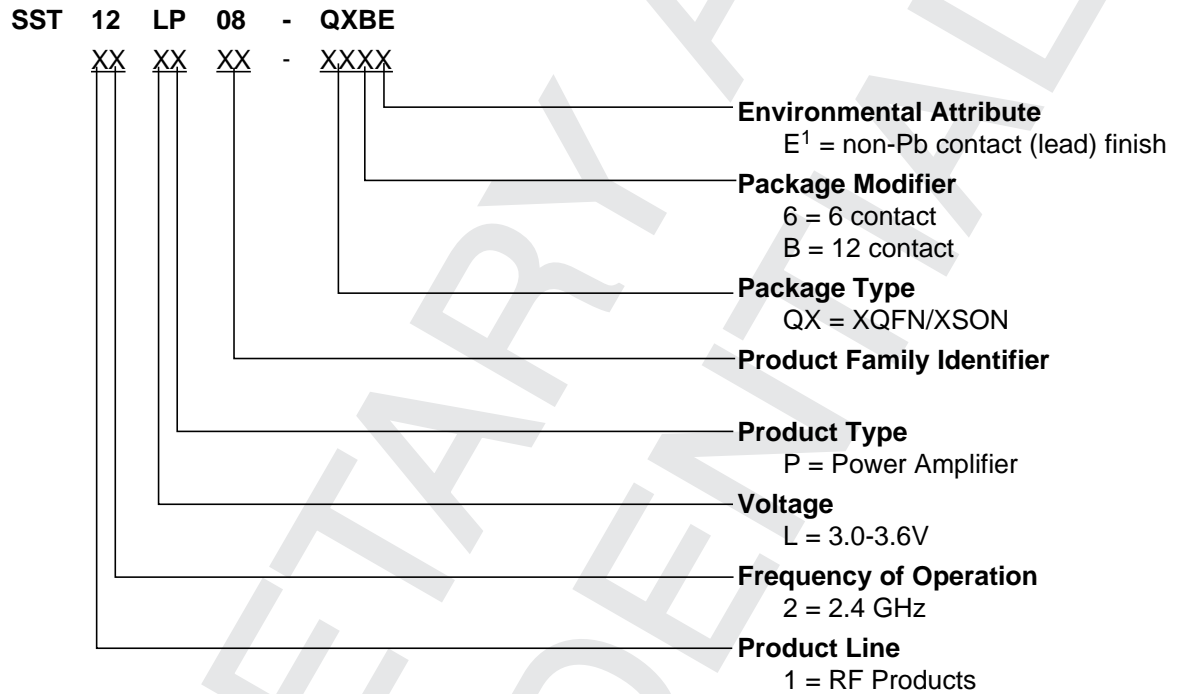 SST 12 LP 08 - QXBE
XX XX XX - XXXX
Environmental Attribute
E1 = non-Pb contact (lead) finish
Package Modifier
6 = 6 contact
B = 12 contact
Package Type
QX = XQFN/XSON
Product Family Identifier
Product Type
P = Power Amplifier
Voltage
L = 3.0-3.6V
Frequency of Operation
2 = 2.4 GHz
Product Line
1 = RF Products